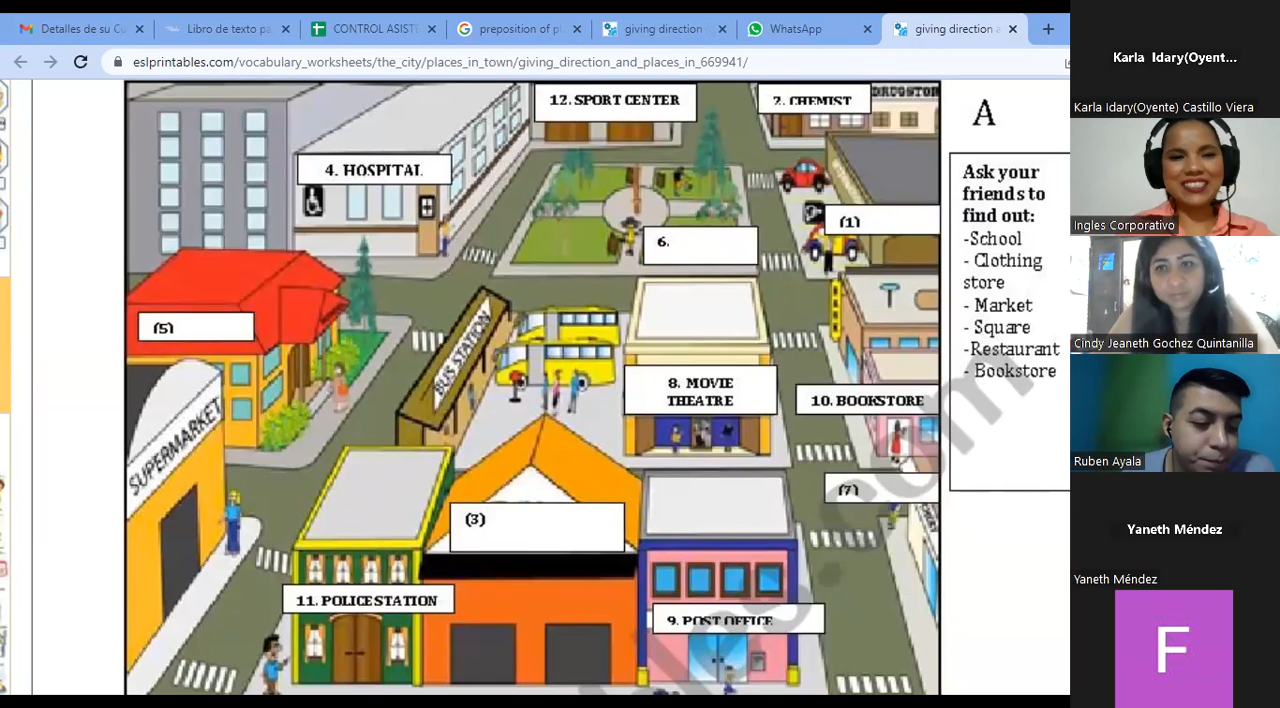 Detalles de su Cu
Libro de texto pa
CONTROL ASIST
preposition of pl
giving direction
WhatsApp
giving direction a
eslprintables.com/vocabulary_worksheets/the_city/places_in_town/giving_direction_and_places_in_669941/
12. SPORT CENTER
2. CHEMIST
DRUGSTOR
4. HOSPITAL
(1)
6.
(5)
BUS STATION
8. MOVIE
THEATRE
10. BOOKSTORE
SUPERMARKET
(3)
(7)
11. POLICE STATION
9. POST OFFICE
A
Ask your
friends to
find out:
-School
- Clothing
store
- Market
- Square
-Restaurant
- Bookstore
Karla Idary(Oyent...
Karla Idary(Oyente) Castillo Viera
Ingles Corporativo
Cindy Jeaneth Gochez Quintanilla
Ruben Ayala
Yaneth Méndez
Yaneth Méndez
F